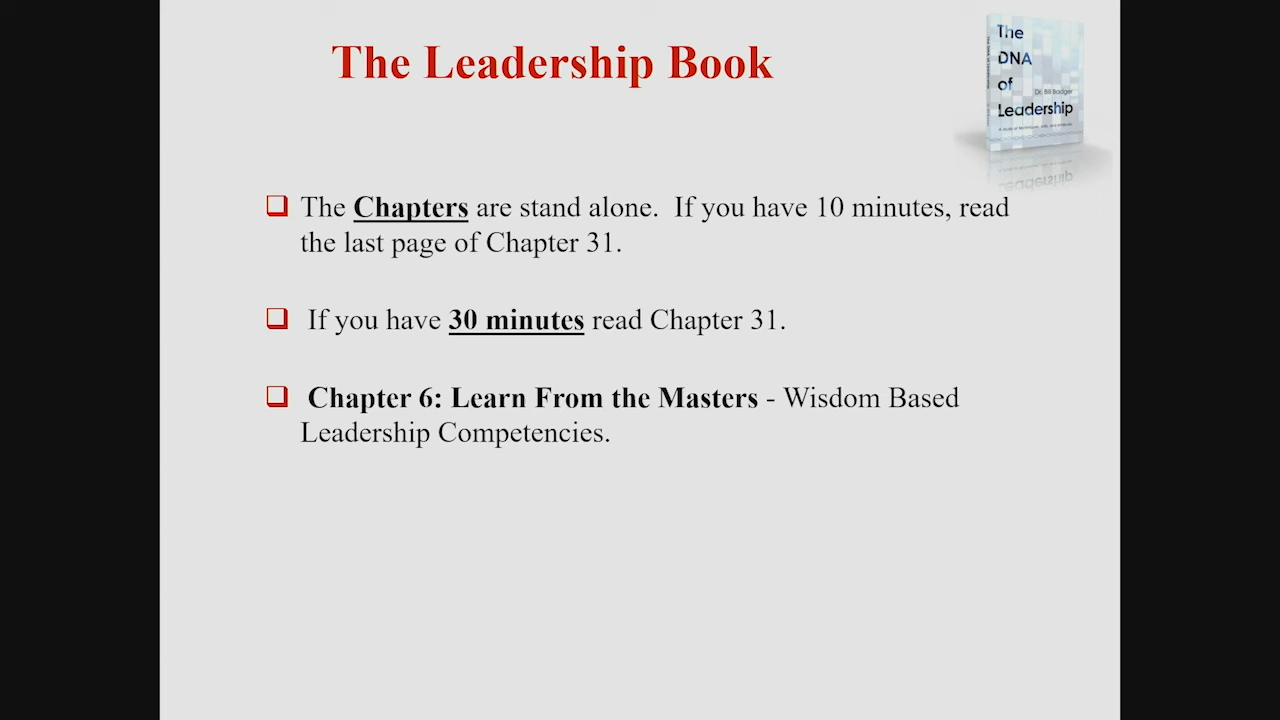 The Leadership Book
The
DNA
of
Dr. Bill Badger
Leadership
The Chapters are stand alone.  If you have 10 minutes, read
the last page of Chapter 31.
If you have 30 minutes read Chapter 31.
Chapter 6: Learn From the Masters - Wisdom Based
Leadership Competencies.